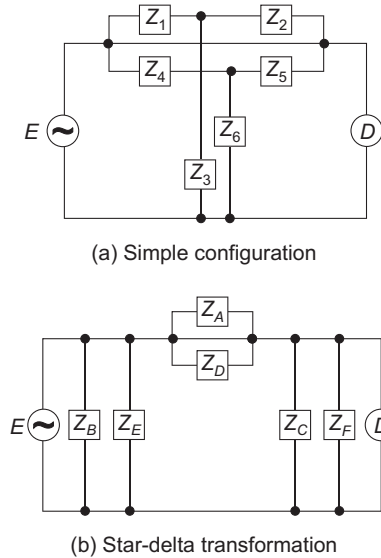 Z1 Z2
Z4 Z5
E ~ Z6 D
Z3
(a) Simple configuration
ZA
ZD
E ~ ZB ZE ZC ZF D
(b) Star-delta transformation